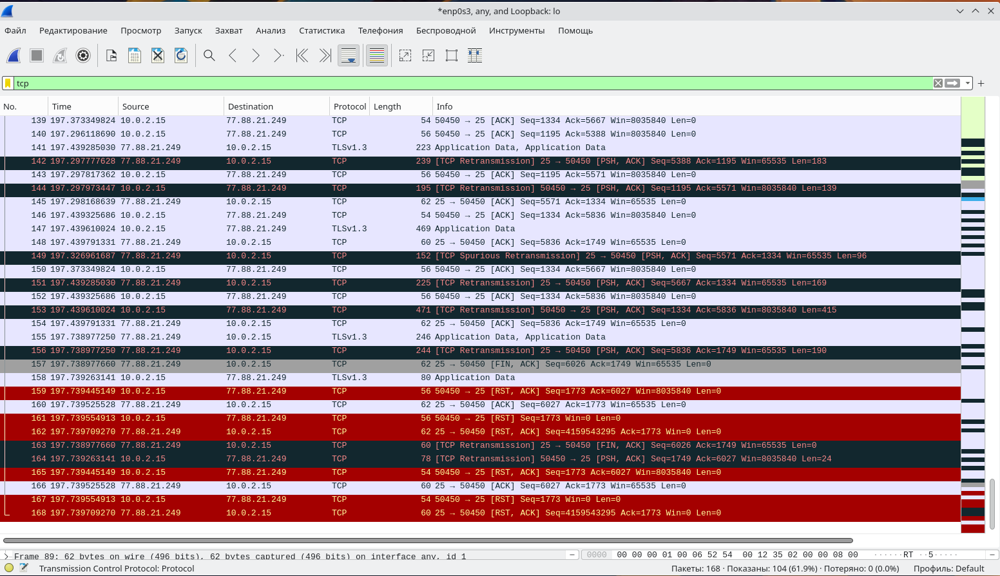 *enp0s3, any, and Loopback: lo
Файл Редактирование Просмотр Запуск Захват Анализ Статистика Телефония Беспроводной Инструменты Помощь
tcp
No. Time Source Destination Protocol Length Info
139 197.373349824 10.0.2.15 77.88.21.249 TCP 54 50450 → 25 [ACK] Seq=1334 Ack=5667 Win=8035840 Len=0
140 197.296118690 10.0.2.15 77.88.21.249 TCP 56 50450 → 25 [ACK] Seq=1195 Ack=5388 Win=8035840 Len=0
141 197.439285030 77.88.21.249 10.0.2.15 TLSv1.3 223 Application Data, Application Data
142 197.297777628 77.88.21.249 10.0.2.15 TCP 239 [TCP Retransmission] 25 → 50450 [PSH, ACK] Seq=5388 Ack=1195 Win=65535 Len=183
143 197.297817362 10.0.2.15 77.88.21.249 TCP 56 50450 → 25 [ACK] Seq=1195 Ack=5571 Win=8035840 Len=0
144 197.297973447 10.0.2.15 77.88.21.249 TCP 195 [TCP Retransmission] 50450 → 25 [PSH, ACK] Seq=1195 Ack=5571 Win=8035840 Len=139
145 197.298168639 77.88.21.249 10.0.2.15 TCP 62 25 → 50450 [ACK] Seq=5571 Ack=1334 Win=65535 Len=0
146 197.439325686 10.0.2.15 77.88.21.249 TCP 54 50450 → 25 [ACK] Seq=1334 Ack=5836 Win=8035840 Len=0
147 197.439610024 10.0.2.15 77.88.21.249 TLSv1.3 469 Application Data
148 197.439791331 77.88.21.249 10.0.2.15 TCP 60 25 → 50450 [ACK] Seq=5836 Ack=1749 Win=65535 Len=0
149 197.326961687 77.88.21.249 10.0.2.15 TCP 152 [TCP Spurious Retransmission] 25 → 50450 [PSH, ACK] Seq=5571 Ack=1334 Win=65535 Len=96
150 197.373349824 10.0.2.15 77.88.21.249 TCP 56 50450 → 25 [ACK] Seq=1334 Ack=5667 Win=8035840 Len=0
151 197.439285030 77.88.21.249 10.0.2.15 TCP 225 [TCP Retransmission] 25 → 50450 [PSH, ACK] Seq=5667 Ack=1334 Win=65535 Len=169
152 197.439325686 10.0.2.15 77.88.21.249 TCP 56 50450 → 25 [ACK] Seq=1334 Ack=5836 Win=8035840 Len=0
153 197.439610024 10.0.2.15 77.88.21.249 TCP 471 [TCP Retransmission] 50450 → 25 [PSH, ACK] Seq=1334 Ack=5836 Win=8035840 Len=415
154 197.439791331 77.88.21.249 10.0.2.15 TCP 62 25 → 50450 [ACK] Seq=5836 Ack=1749 Win=65535 Len=0
155 197.738977250 77.88.21.249 10.0.2.15 TLSv1.3 246 Application Data, Application Data
156 197.738977250 77.88.21.249 10.0.2.15 TCP 244 [TCP Retransmission] 25 → 50450 [PSH, ACK] Seq=5836 Ack=1749 Win=65535 Len=190
157 197.738977660 77.88.21.249 10.0.2.15 TCP 62 25 → 50450 [FIN, ACK] Seq=6026 Ack=1749 Win=65535 Len=0
158 197.739263141 10.0.2.15 77.88.21.249 TLSv1.3 80 Application Data
159 197.739445149 10.0.2.15 77.88.21.249 TCP 56 50450 → 25 [RST, ACK] Seq=1773 Ack=6027 Win=8035840 Len=0
160 197.739525528 77.88.21.249 10.0.2.15 TCP 62 25 → 50450 [ACK] Seq=6027 Ack=1773 Win=65535 Len=0
161 197.739554913 10.0.2.15 77.88.21.249 TCP 56 50450 → 25 [RST] Seq=1773 Win=0 Len=0
162 197.739709270 77.88.21.249 10.0.2.15 TCP 62 25 → 50450 [RST, ACK] Seq=4159543295 Ack=1773 Win=0 Len=0
163 197.738977660 77.88.21.249 10.0.2.15 TCP 60 [TCP Retransmission] 25 → 50450 [FIN, ACK] Seq=6026 Ack=1749 Win=65535 Len=0
164 197.739263141 10.0.2.15 77.88.21.249 TCP 78 [TCP Retransmission] 50450 → 25 [PSH, ACK] Seq=1749 Ack=6027 Win=8035840 Len=24
165 197.739445149 10.0.2.15 77.88.21.249 TCP 54 50450 → 25 [RST, ACK] Seq=1773 Ack=6027 Win=8035840 Len=0
166 197.739525528 77.88.21.249 10.0.2.15 TCP 60 25 → 50450 [ACK] Seq=6027 Ack=1773 Win=65535 Len=0
167 197.739554913 10.0.2.15 77.88.21.249 TCP 54 50450 → 25 [RST] Seq=1773 Win=0 Len=0
168 197.739709270 77.88.21.249 10.0.2.15 TCP 60 25 → 50450 [RST, ACK] Seq=4159543295 Ack=1773 Win=0 Len=0
Frame 89: 62 bytes on wire (496 bits), 62 bytes captured (496 bits) on interface any, id 1
0000 00 00 00 01 00 06 52 54 00 12 35 02 00 00 08 00 ······RT ··5·····
Transmission Control Protocol: Protocol
Пакеты: 168 · Показаны: 104 (61.9%) · Потеряно: 0 (0.0%)
Профиль: Default